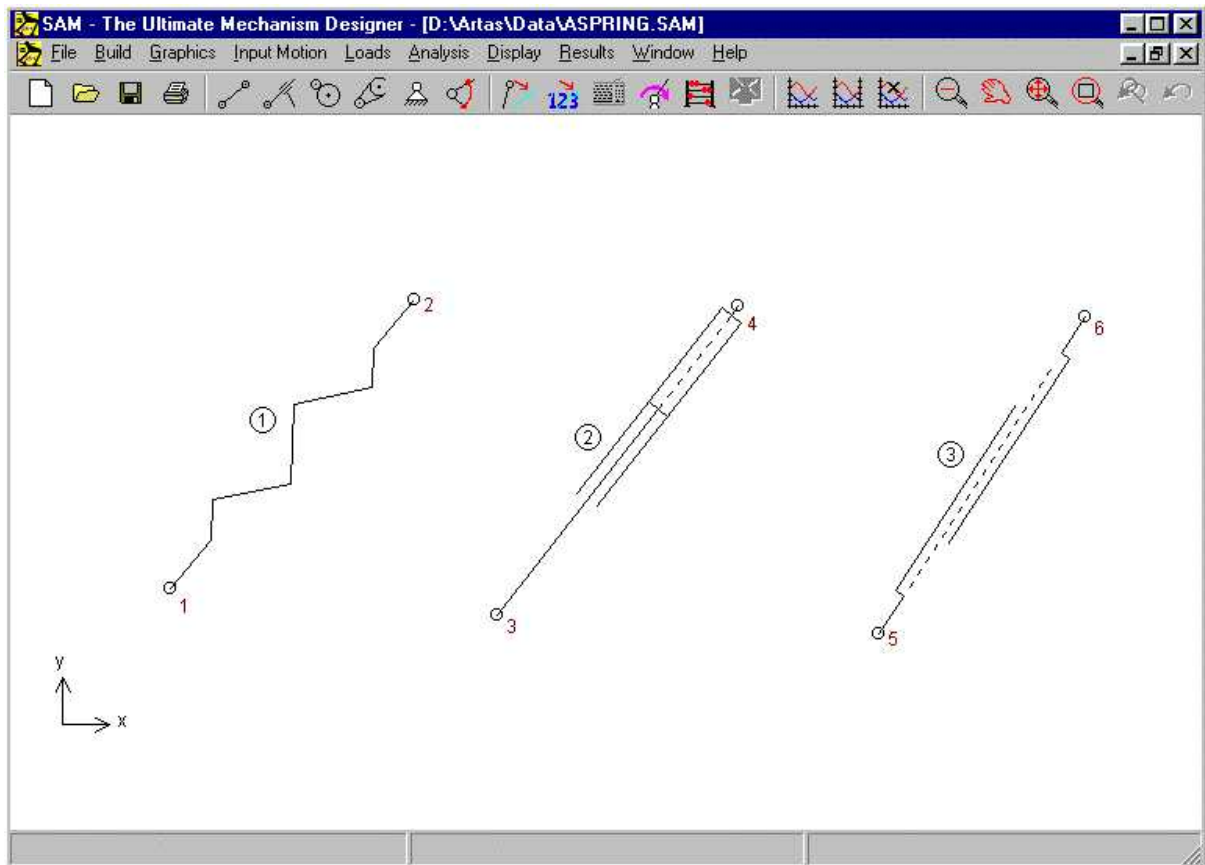 SAM - The Ultimate Mechanism Designer - [D:\Artas\Data\ASPRING.SAM]
File Build Graphics Input Motion Loads Analysis Display Results Window Help
123
2
4
6
1
2
3
1
3
5
y
x